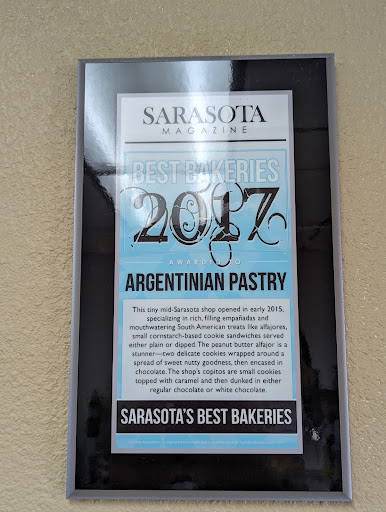 SARASOTA
MAGAZINE
BEST BAKERIES
2017
AWARDED TO
ARGENTINIAN PASTRY
This tiny mid-Sarasota shop opened in early 2015,
specializing in rich, filling empañadas and
mouthwatering South American treats like alfajores,
small cornstarch-based cookie sandwiches served
either plain or dipped. The peanut butter alfajor is a
stunner—two delicate cookies wrapped around a
spread of sweet nutty goodness, then encased in
chocolate. The shop's copitos are small cookies
topped with caramel and then dunked in either
regular chocolate or white chocolate.
SARASOTA'S BEST BAKERIES